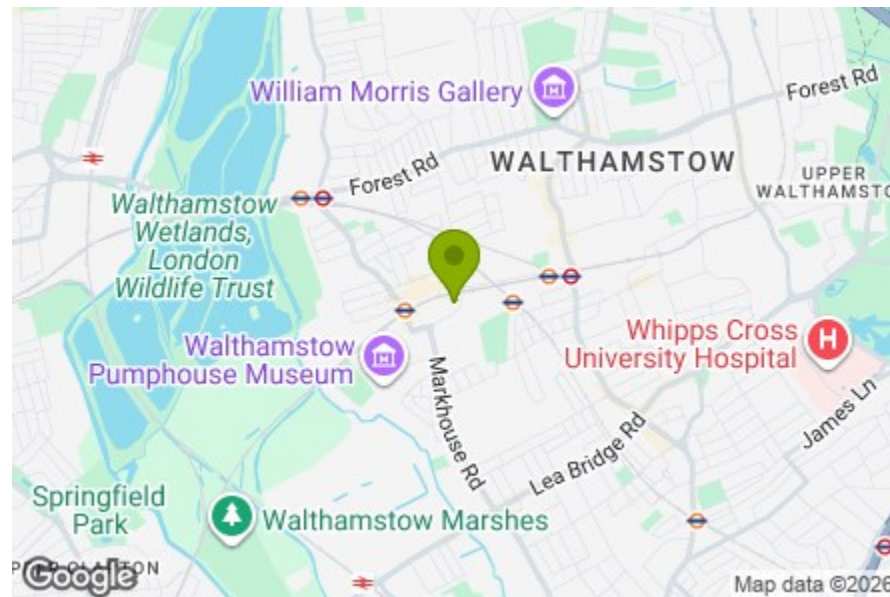 William Morris Gallery
Forest Rd
WALTHAMSTOW
Forest Rd
UPPER
WALTHAMSTO
Walthamstow
Wetlands,
London
Wildlife Trust
Walthamstow
Pumphouse Museum
Whipps Cross
University Hospital
Markhouse Rd
James Ln
Lea Bridge Rd
Springfield
Park
Walthamstow Marshes
Google
Map data ©2026